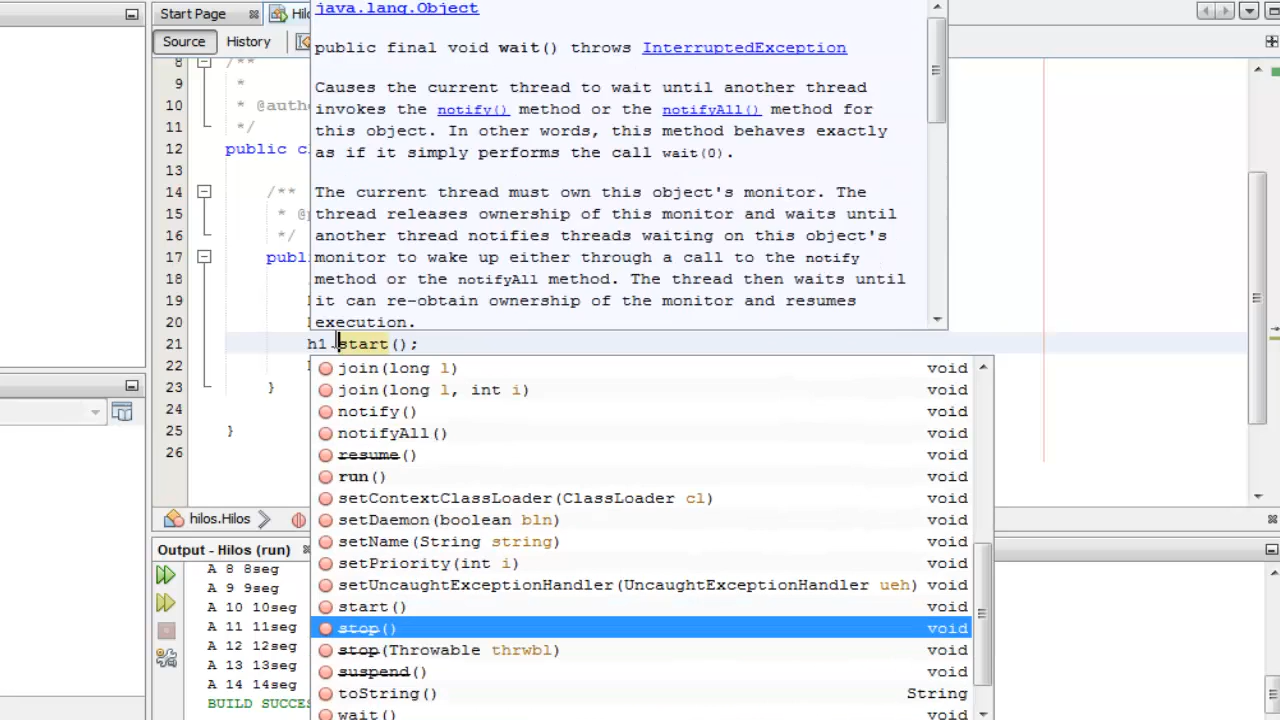 Start Page
java.lang.Object
Source History
public final void wait() throws InterruptedException
8 /**
9 *
Causes the current thread to wait until another thread
10
invokes the notify() method or the notifyAll() method for
11 */
this object. In other words, this method behaves exactly
12 public
as if it simply performs the call wait(0).
13
14 /**
The current thread must own this object's monitor. The
15
thread releases ownership of this monitor and waits until
16 */
another thread notifies threads waiting on this object's
17
monitor to wake up either through a call to the notify
18
method or the notifyAll method. The thread then waits until
19
it can re-obtain ownership of the monitor and resumes
20
execution.
21 h1.start();
22
23 }
24
25 }
26
join(long l) void
join(long l, int i) void
notify() void
notifyAll() void
resume() void
run() void
setContextClassLoader(ClassLoader cl) void
setDaemon(boolean bln) void
setName(String string) void
setPriority(int i) void
setUncaughtExceptionHandler(UncaughtExceptionHandler ueh) void
start() void
stop() void
stop(Throwable thrwbl) void
suspend() void
toString() String
wait() void
hilos.Hilos
Output - Hilos (run)
A 8 8seg
A 9 9seg
A 10 10seg
A 11 11seg
A 12 12seg
A 13 13seg
A 14 14seg
BUILD